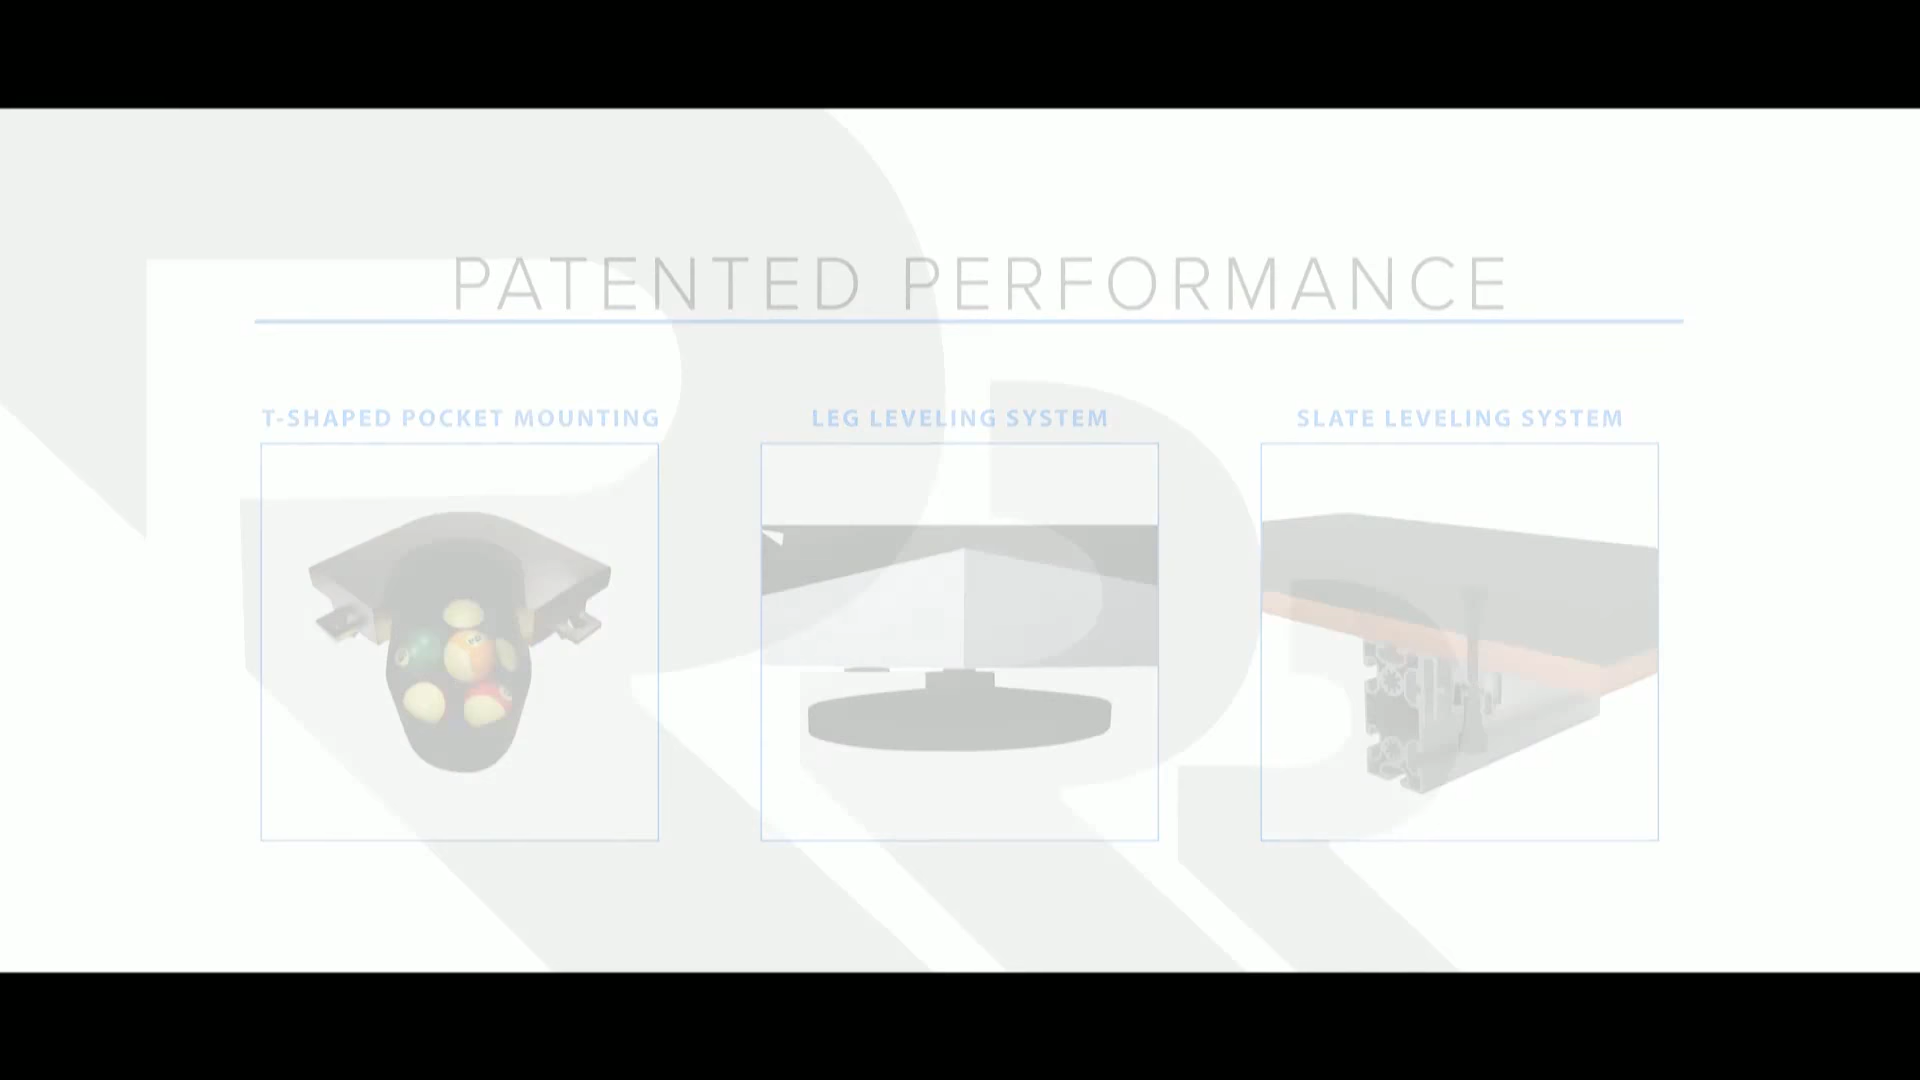 PATENTED PERFORMANCE
T-SHAPED POCKET MOUNTING
LEG LEVELING SYSTEM
SLATE LEVELING SYSTEM